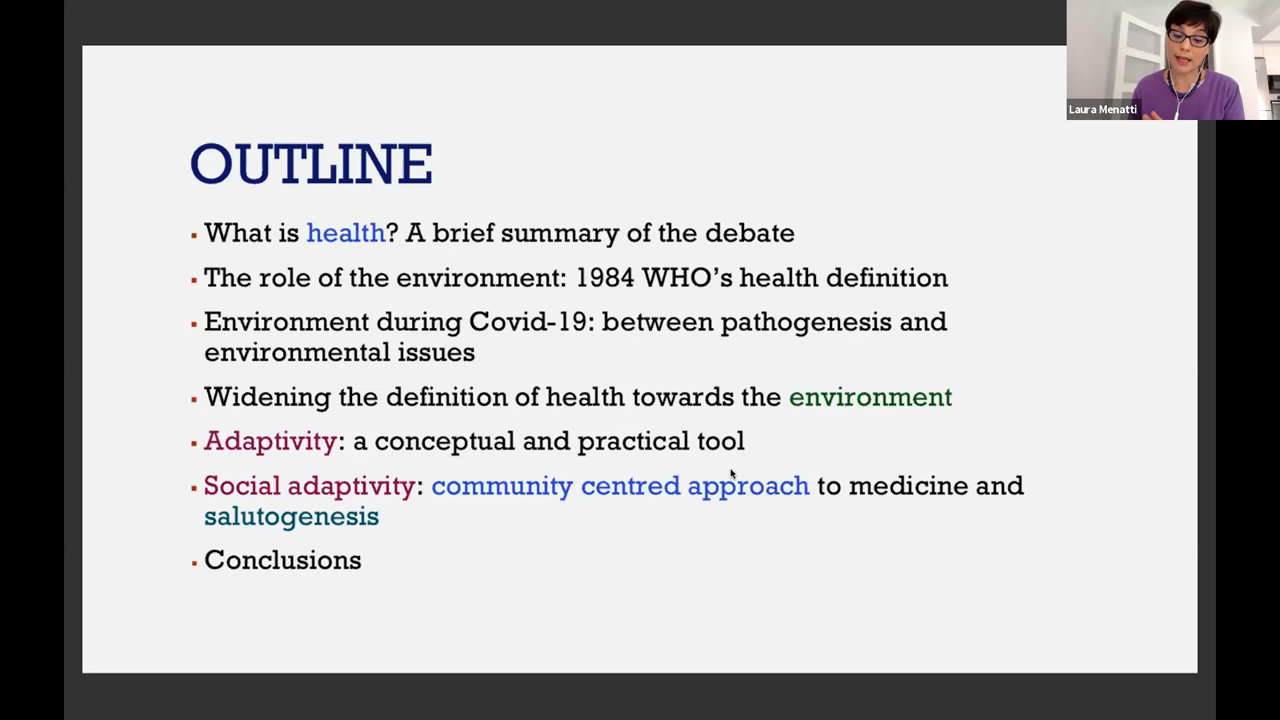 Laura Menatti
OUTLINE
▪ What is health? A brief summary of the debate
▪ The role of the environment: 1984 WHO’s health definition
▪ Environment during Covid-19: between pathogenesis and
environmental issues
▪ Widening the definition of health towards the environment
▪ Adaptivity: a conceptual and practical tool
▪ Social adaptivity: community centred approach to medicine and
salutogenesis
▪ Conclusions